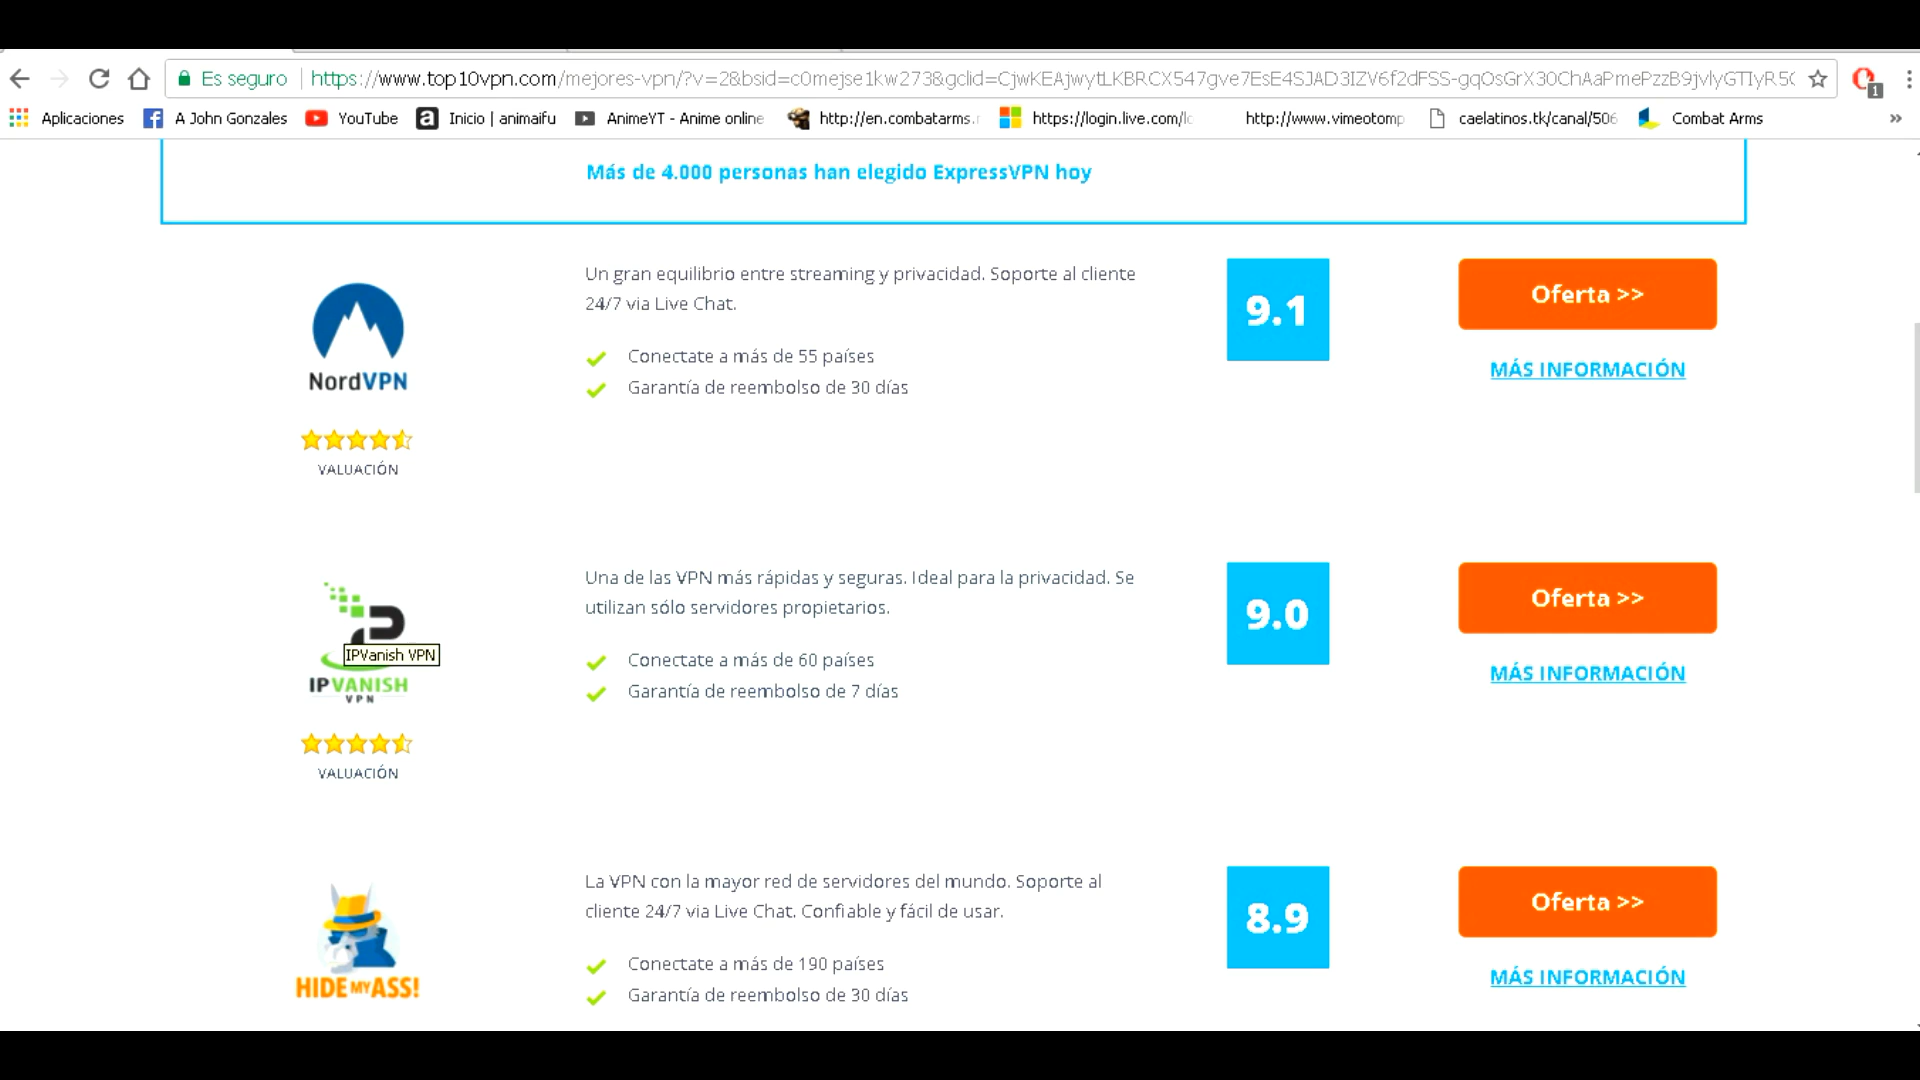 Es seguro
https://www.top10vpn.com/mejores-vpn/?v=2&bsid=c0mejse1kw273&gclid=CjwKEAjwytLKBRCX547gve7EsE4SJAD3IZV6f2dFSS-gqOsGrX30ChAaPmePzzB9jvlyGTIyR5
1
Aplicaciones
A John Gonzales
YouTube
a
Inicio | animaifu
AnimeYT - Anime online
http://en.combatarms.
https://login.live.com/
http://www.vimeotomp
caelatinos.tk/canal/506
Combat Arms
»
Más de 4.000 personas han elegido ExpressVPN hoy
Un gran equilibrio entre streaming y privacidad. Soporte al cliente
24/7 via Live Chat.
Conectate a más de 55 países
Garantía de reembolso de 30 días
NordVPN
VALUACIÓN
9.1
Oferta >>
MÁS INFORMACIÓN
Una de las VPN más rápidas y seguras. Ideal para la privacidad. Se
utilizan sólo servidores propietarios.
Conectate a más de 60 países
Garantía de reembolso de 7 días
IPVanish VPN
IPVANISH
VPN
VALUACIÓN
9.0
Oferta >>
MÁS INFORMACIÓN
La VPN con la mayor red de servidores del mundo. Soporte al
cliente 24/7 via Live Chat. Confiable y fácil de usar.
Conectate a más de 190 países
Garantía de reembolso de 30 días
HIDE MY ASS!
8.9
Oferta >>
MÁS INFORMACIÓN